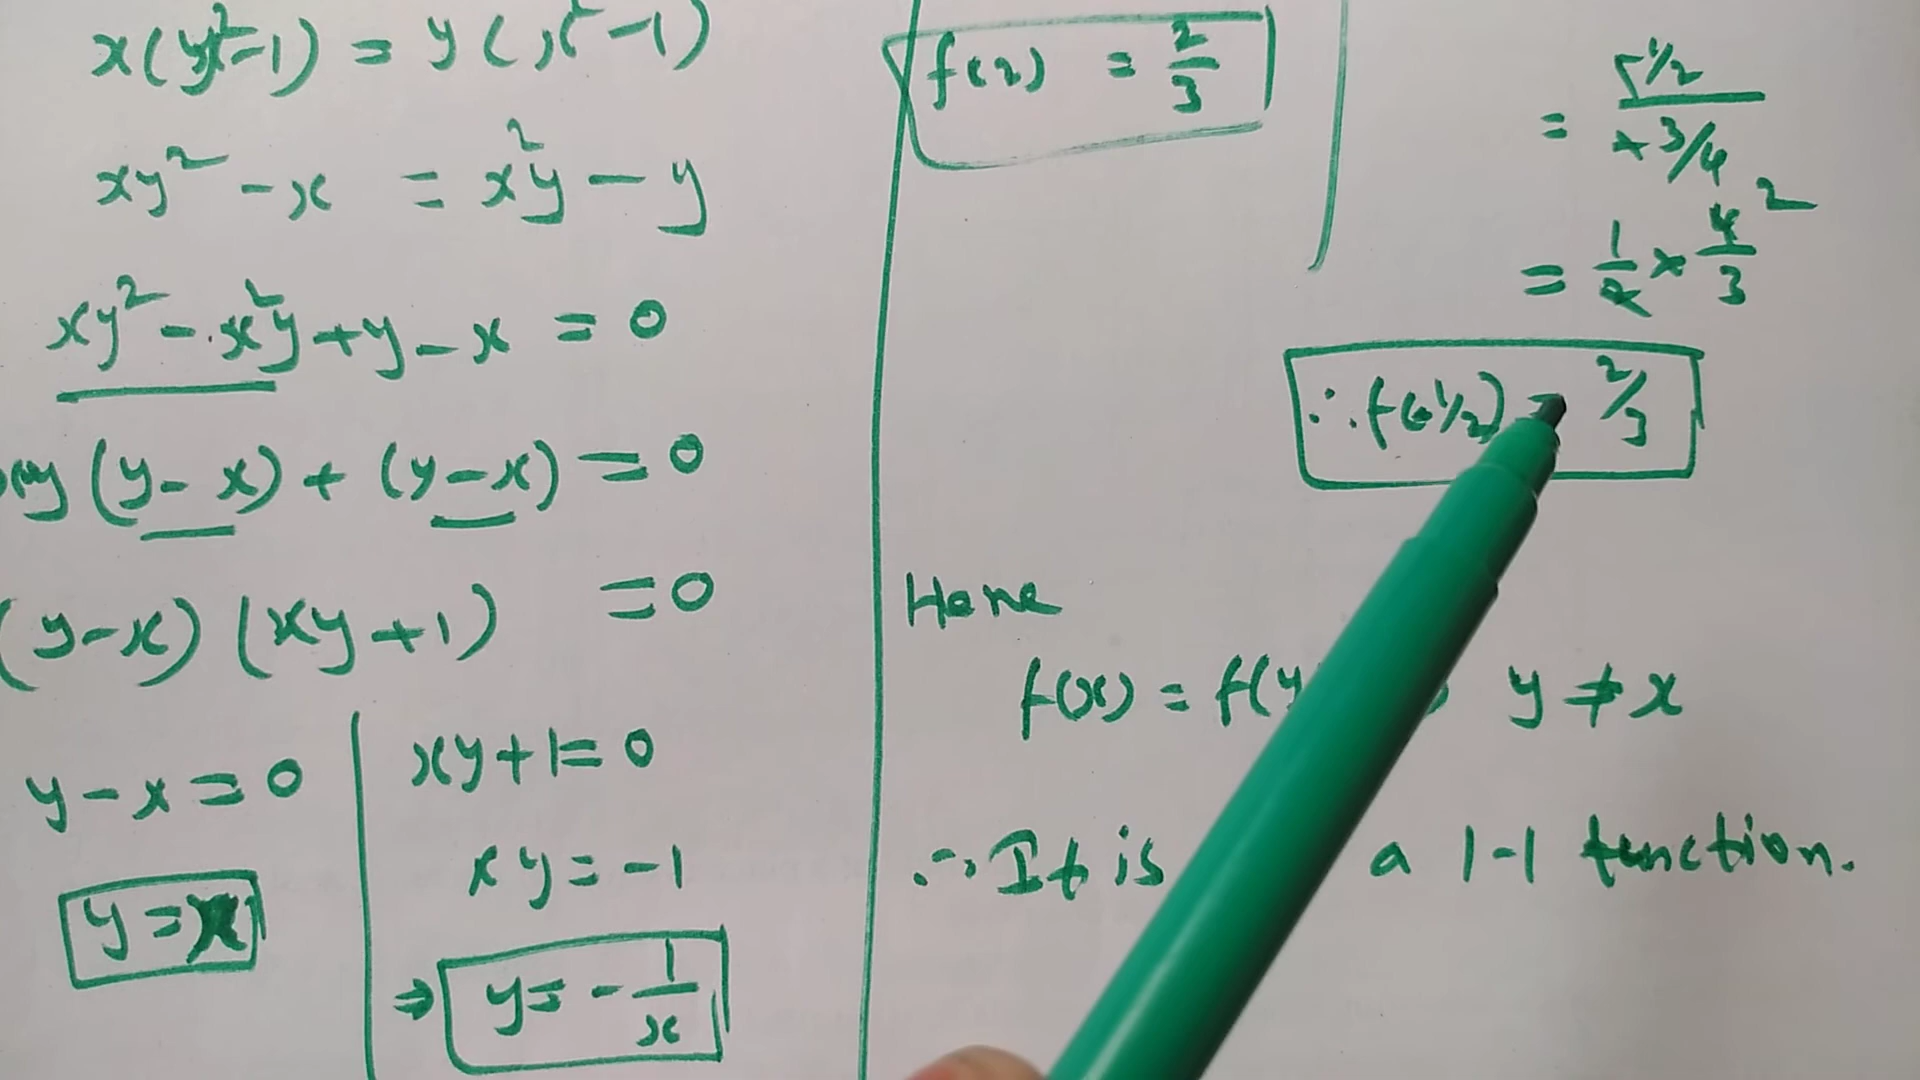 x(y²-1) = y(x²-1)
xy² - x = x²y - y
xy² - x²y + y - x = 0
xy(y-x) + (y-x) = 0
(y-x)(xy+1) = 0
y-x=0
y=x
xy+1=0
xy=-1
⇒ y= -1/x
f(2) = 2/3
= 1/2 / 3/4
= 1/2 × 4/3 2
∴ f(-1/2) = 2/3
Here
f(x) = f(y y ≠ x
∴ It is a 1-1 function.